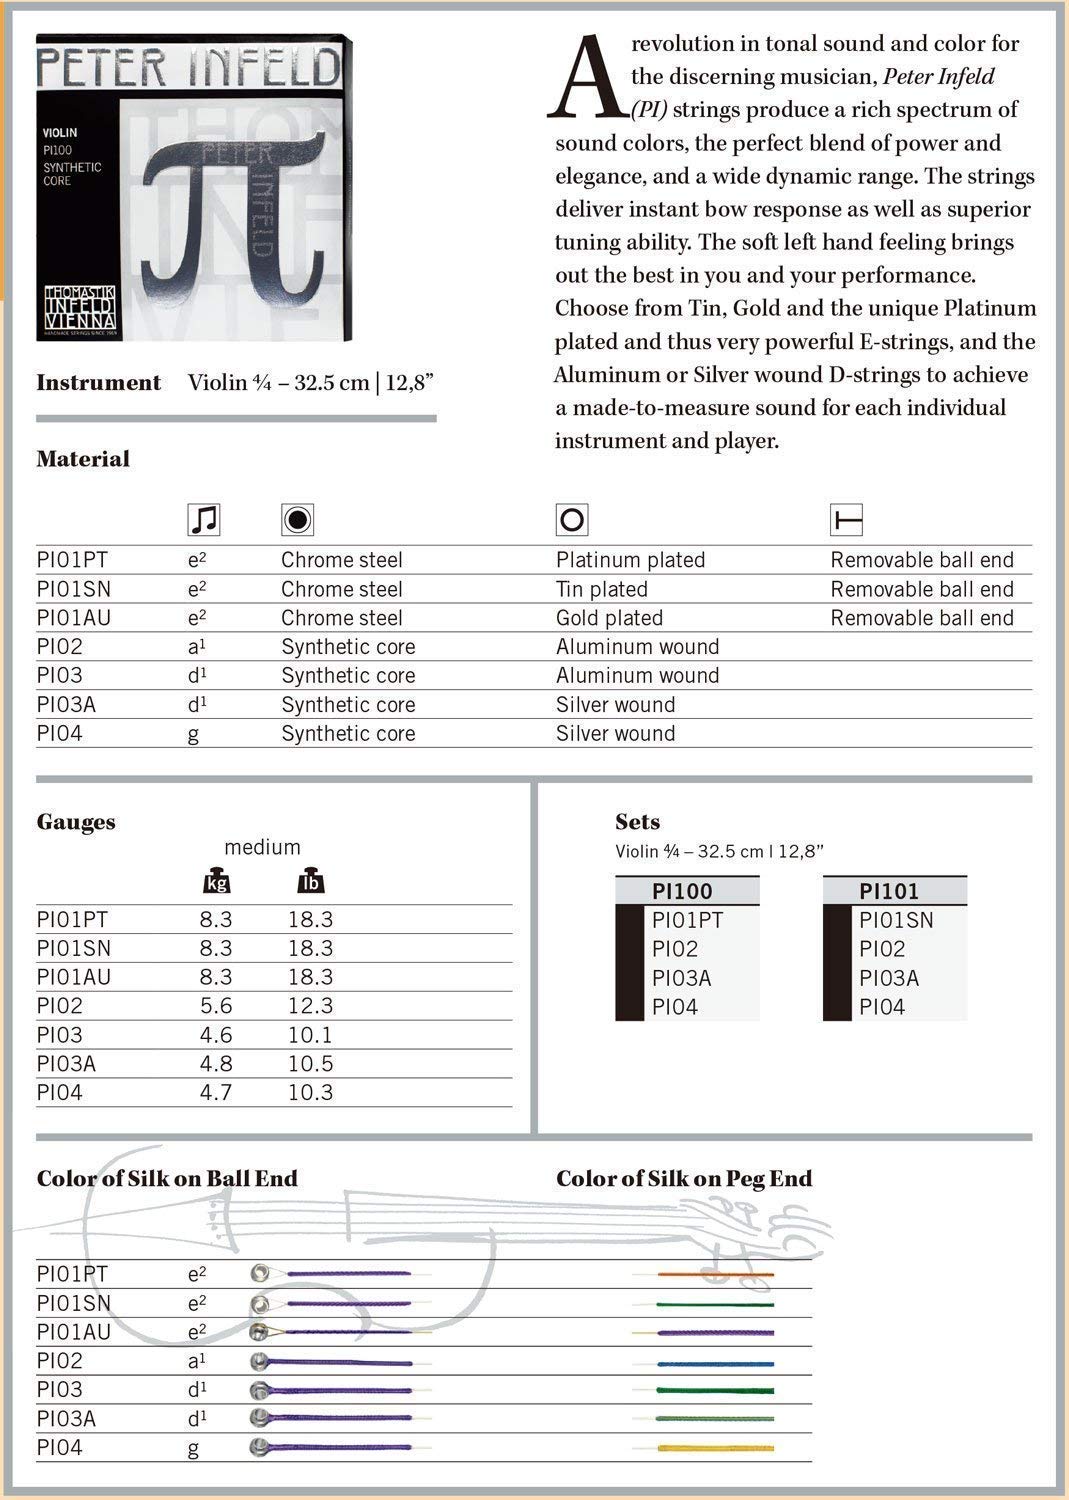 PETER INFELD
VIOLIN
PI100
SYNTHETIC
CORE
PETER
INFELD
THOMASTIK
INFELD
VIENNA
HANDMADE STRINGS SINCE 1919
A revolution in tonal sound and color for
the discerning musician, Peter Infeld
(PI) strings produce a rich spectrum of
sound colors, the perfect blend of power and
elegance, and a wide dynamic range. The strings
deliver instant bow response as well as superior
tuning ability. The soft left hand feeling brings
out the best in you and your performance.
Choose from Tin, Gold and the unique Platinum
plated and thus very powerful E-strings, and the
Aluminum or Silver wound D-strings to achieve
a made-to-measure sound for each individual
instrument and player.
Instrument Violin 4/4 – 32.5 cm | 12,8”
Material
PI01PT e² Chrome steel Platinum plated Removable ball end
PI01SN e² Chrome steel Tin plated Removable ball end
PI01AU e² Chrome steel Gold plated Removable ball end
PI02 a¹ Synthetic core Aluminum wound
PI03 d¹ Synthetic core Aluminum wound
PI03A d¹ Synthetic core Silver wound
PI04 g Synthetic core Silver wound
Gauges
medium
kg lb
PI01PT 8.3 18.3
PI01SN 8.3 18.3
PI01AU 8.3 18.3
PI02 5.6 12.3
PI03 4.6 10.1
PI03A 4.8 10.5
PI04 4.7 10.3
Sets
Violin 4/4 – 32.5 cm | 12,8”
PI100 PI101
PI01PT PI01SN
PI02 PI02
PI03A PI03A
PI04 PI04
Color of Silk on Ball End Color of Silk on Peg End
PI01PT e²
PI01SN e²
PI01AU e²
PI02 a¹
PI03 d¹
PI03A d¹
PI04 g